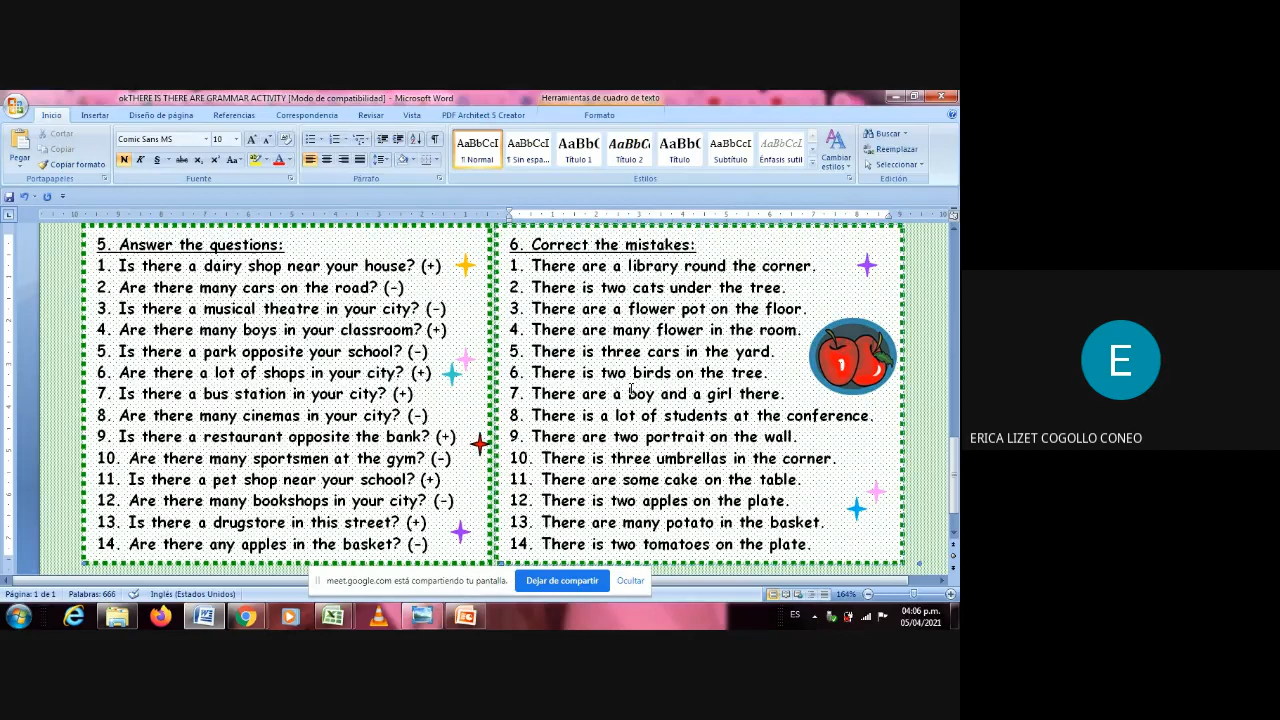 okTHERE IS THERE ARE GRAMMAR ACTIVITY [Modo de compatibilidad] - Microsoft Word
Herramientas de cuadro de texto
Inicio Insertar Diseño de página Referencias Correspondencia Revisar Vista PDF Architect 5 Creator Formato
Pegar
Cortar
Copiar
Copiar formato
Portapapeles
Comic Sans MS 10
Fuente
Párrafo
AaBbCcI AaBbCcI AaBb( AaBbC AaBb( AaBbCcI AaBbCcI
¶ Normal ¶ Sin espa... Título 1 Título 2 Título Subtítulo Énfasis sutil
Cambiar estilos
Estilos
Buscar
Reemplazar
Seleccionar
Edición
5. Answer the questions:
1. Is there a dairy shop near your house? (+)
2. Are there many cars on the road? (-)
3. Is there a musical theatre in your city? (-)
4. Are there many boys in your classroom? (+)
5. Is there a park opposite your school? (-)
6. Are there a lot of shops in your city? (+)
7. Is there a bus station in your city? (+)
8. Are there many cinemas in your city? (-)
9. Is there a restaurant opposite the bank? (+)
10. Are there many sportsmen at the gym? (-)
11. Is there a pet shop near your school? (+)
12. Are there many bookshops in your city? (-)
13. Is there a drugstore in this street? (+)
14. Are there any apples in the basket? (-)
6. Correct the mistakes:
1. There are a library round the corner.
2. There is two cats under the tree.
3. There are a flower pot on the floor.
4. There are many flower in the room.
5. There is three cars in the yard.
6. There is two birds on the tree.
7. There are a boy and a girl there.
8. There is a lot of students at the conference.
9. There are two portrait on the wall.
10. There is three umbrellas in the corner.
11. There are some cake on the table.
12. There is two apples on the plate.
13. There are many potato in the basket.
14. There is two tomatoes on the plate.
meet.google.com está compartiendo tu pantalla. Dejar de compartir Ocultar
Página: 1 de 1 Palabras: 666 Inglés (Estados Unidos) 164%
ES 04:06 p.m.
05/04/2021
E
ERICA LIZET COGOLLO CONEO